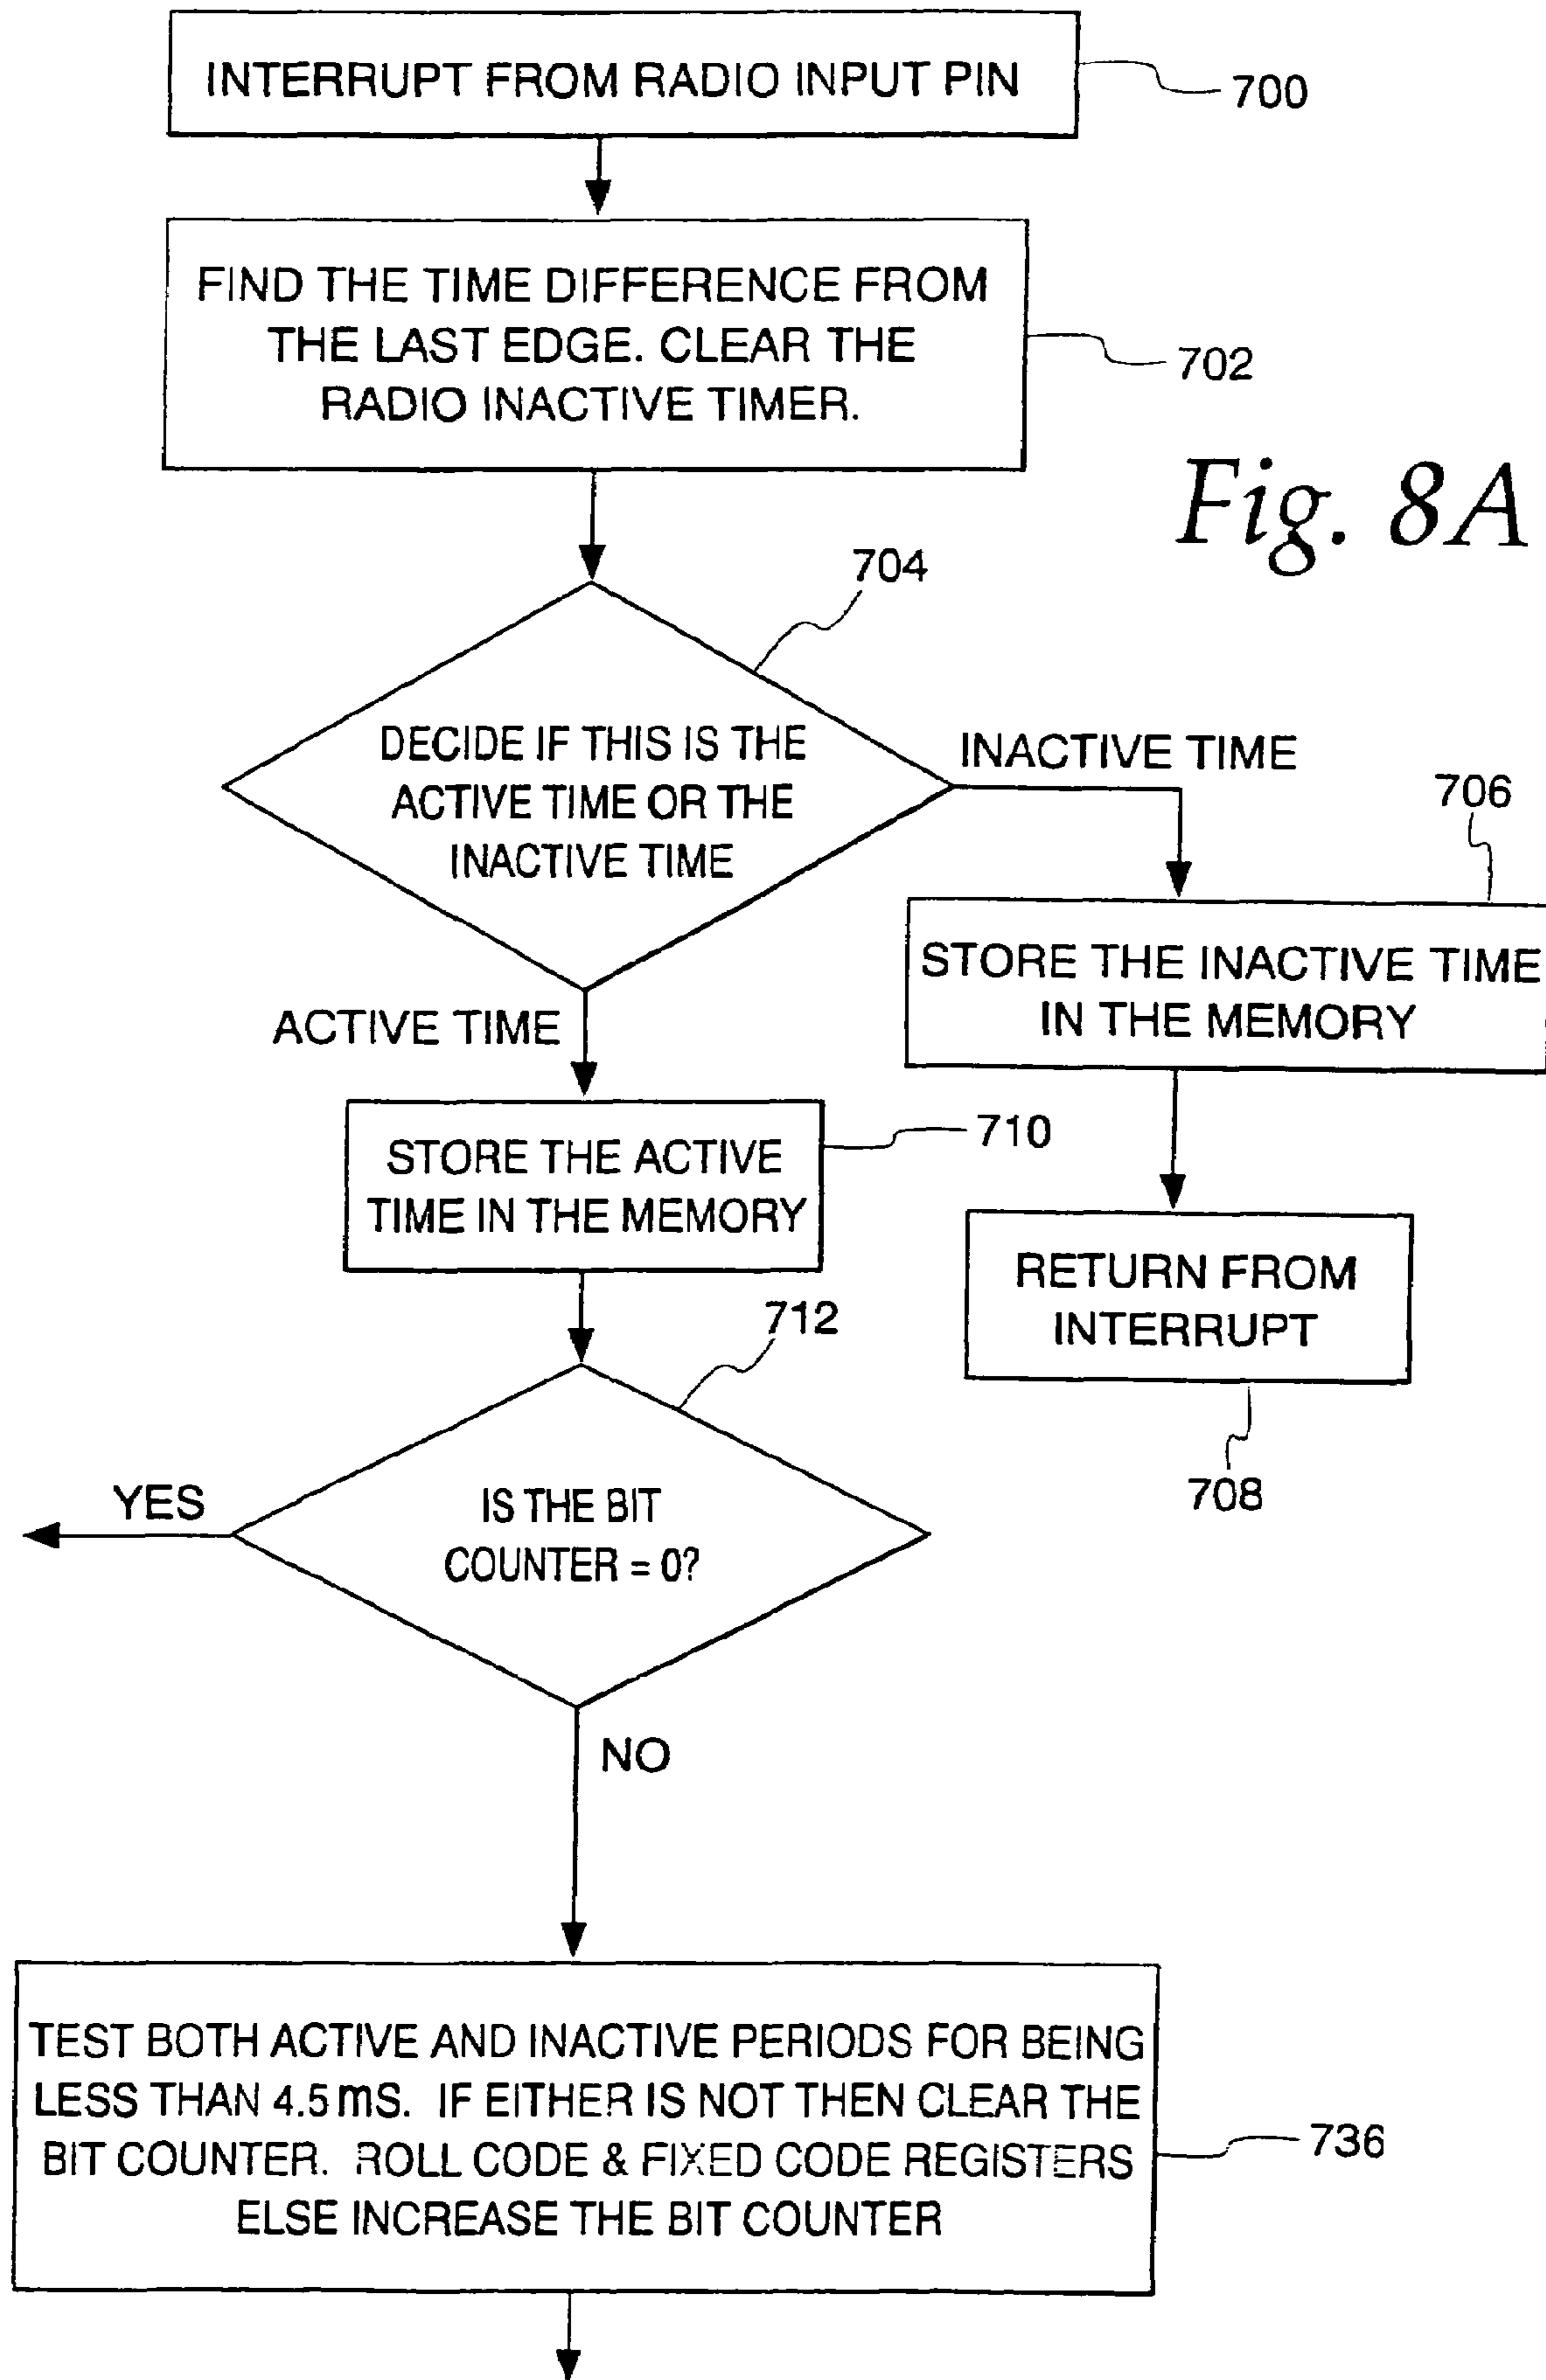 INTERRUPT FROM RADIO INPUT PIN
700
FIND THE TIME DIFFERENCE FROM
THE LAST EDGE. CLEAR THE
RADIO INACTIVE TIMER.
702
Fig. 8A
704
DECIDE IF THIS IS THE
ACTIVE TIME OR THE
INACTIVE TIME
INACTIVE TIME
706
STORE THE INACTIVE TIME
IN THE MEMORY
ACTIVE TIME
710
STORE THE ACTIVE
TIME IN THE MEMORY
RETURN FROM
INTERRUPT
708
712
IS THE BIT
COUNTER = 0?
YES
NO
TEST BOTH ACTIVE AND INACTIVE PERIODS FOR BEING
LESS THAN 4.5 mS. IF EITHER IS NOT THEN CLEAR THE
BIT COUNTER. ROLL CODE & FIXED CODE REGISTERS
ELSE INCREASE THE BIT COUNTER
736